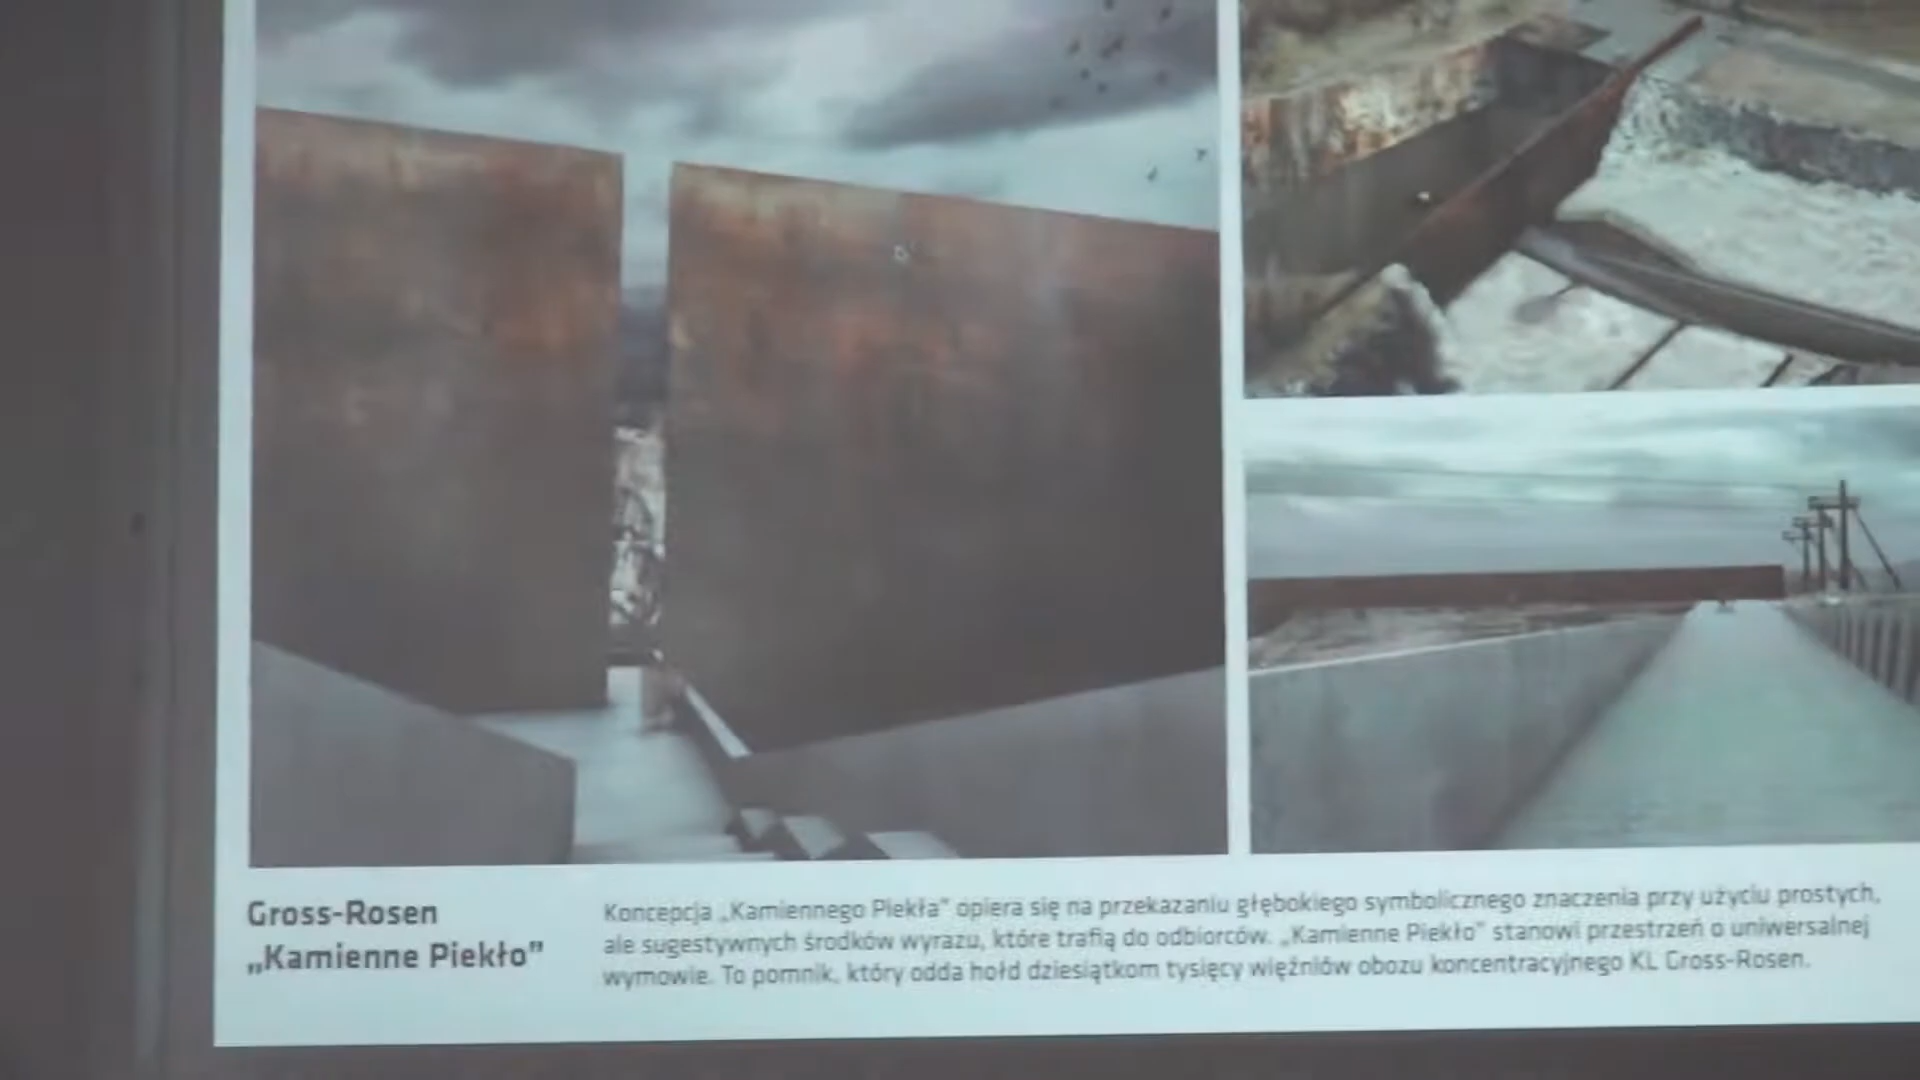 Gross-Rosen
„Kamienne Piekło”
Koncepcja „Kamiennego Piekła” opiera się na przekazaniu głębokiego symbolicznego znaczenia przy użyciu prostych,
ale sugestywnych środków wyrazu, które trafią do odbiorców. „Kamienne Piekło” stanowi przestrzeń o uniwersalnej
wymowie. To pomnik, który odda hołd dziesiątkom tysięcy więźniów obozu koncentracyjnego KL Gross-Rosen.